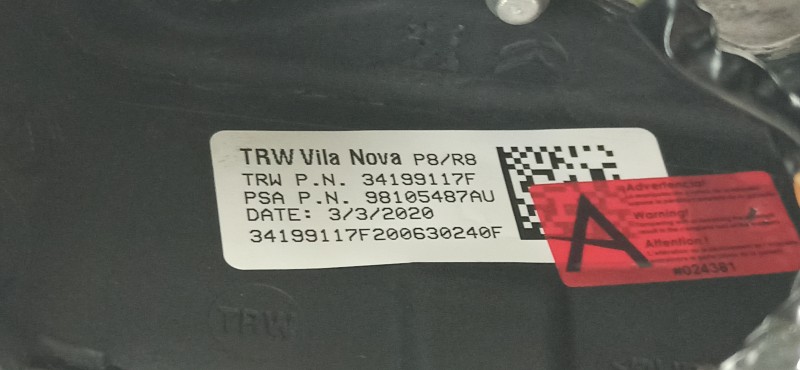 TRW Vila Nova P8/R8
TRW P.N. 34199117F
PSA P.N. 98105487AU
DATE: 3/3/2020
34199117F200630240F
A
Advertencia!
Warning!
Attention!
M024381
TRW